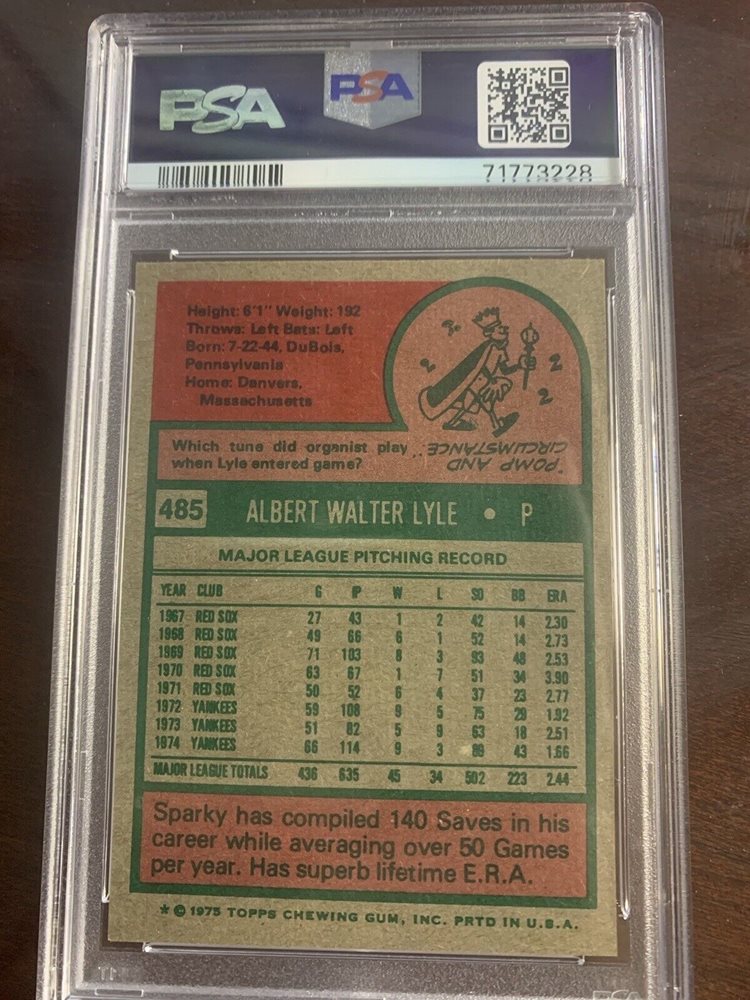 PSA
PSA
71773228
Height: 6'1" Weight: 192
Throws: Left Bats: Left
Born: 7-22-44, DuBois,
Pennsylvania
Home: Danvers,
Massachusetts
2 2 2 2
Which tune did organist play
when Lyle entered game?
"POMP AND
CIRCUMSTANCE."
485 ALBERT WALTER LYLE • P
MAJOR LEAGUE PITCHING RECORD
YEAR CLUB G IP W L SO BB ERA
1967 RED SOX 27 43 1 2 42 14 2.30
1968 RED SOX 49 66 6 1 52 14 2.73
1969 RED SOX 71 103 8 3 93 48 2.53
1970 RED SOX 63 67 1 7 51 34 3.90
1971 RED SOX 50 52 6 4 37 23 2.77
1972 YANKEES 59 108 9 5 75 29 1.92
1973 YANKEES 51 82 5 9 63 18 2.51
1974 YANKEES 66 114 9 3 89 43 1.66
MAJOR LEAGUE TOTALS 436 635 45 34 502 223 2.44
Sparky has compiled 140 Saves in his
career while averaging over 50 Games
per year. Has superb lifetime E.R.A.
* © 1975 TOPPS CHEWING GUM, INC. PRTD IN U.S.A.